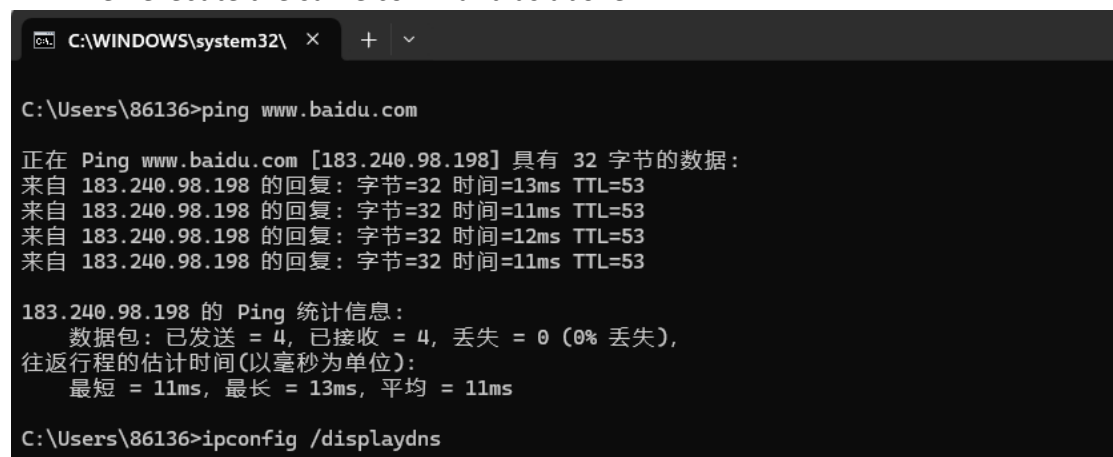 C:\WINDOWS\system32\
C:\Users\86136>ping www.baidu.com
正在 Ping www.baidu.com [183.240.98.198] 具有 32 字节的数据:
来自 183.240.98.198 的回复: 字节=32 时间=13ms TTL=53
来自 183.240.98.198 的回复: 字节=32 时间=11ms TTL=53
来自 183.240.98.198 的回复: 字节=32 时间=12ms TTL=53
来自 183.240.98.198 的回复: 字节=32 时间=11ms TTL=53
183.240.98.198 的 Ping 统计信息:
数据包: 已发送 = 4, 已接收 = 4, 丢失 = 0 (0% 丢失),
往返行程的估计时间(以毫秒为单位):
最短 = 11ms, 最长 = 13ms, 平均 = 11ms
C:\Users\86136>ipconfig /displaydns